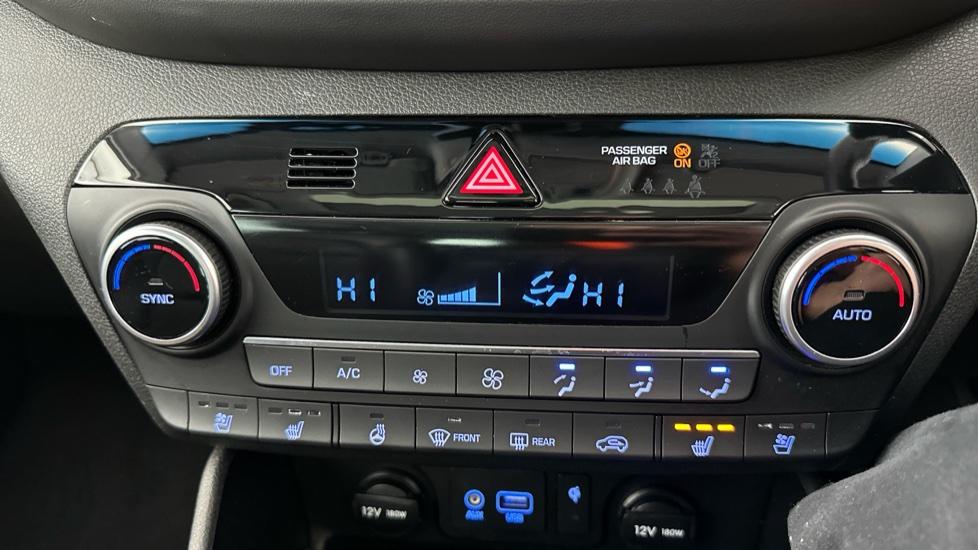 PASSENGER
AIR BAG ON OFF
HI HI
SYNC
AUTO
OFF A/C
FRONT REAR
12V 180W AUX USB 12V 180W